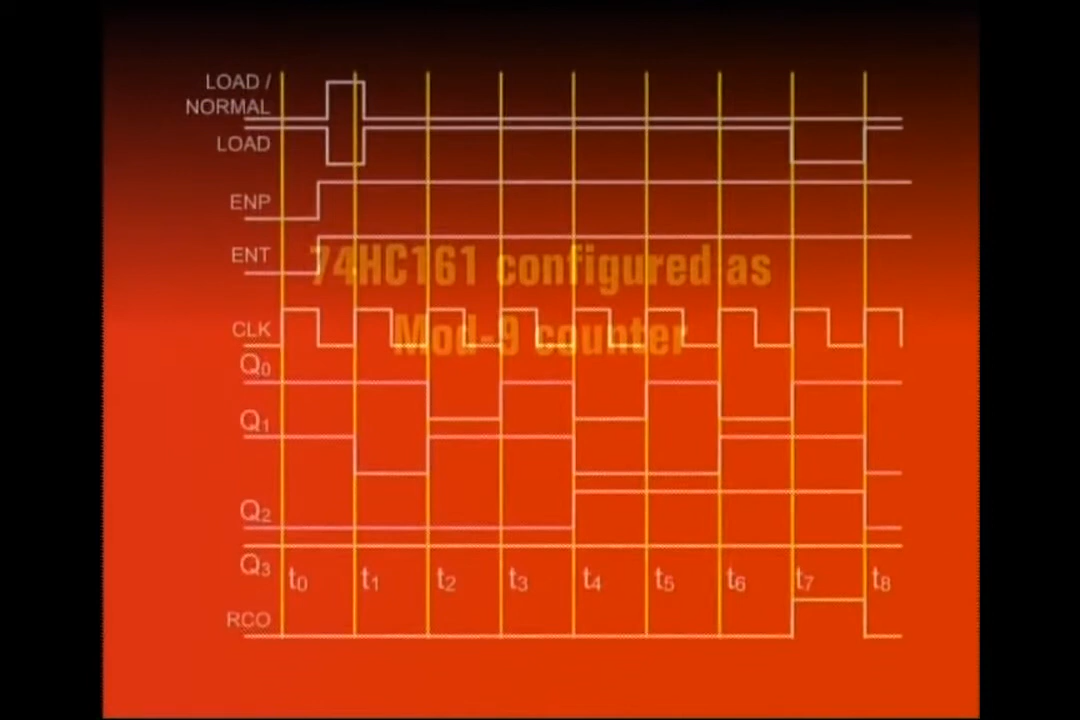 LOAD /
NORMAL
LOAD
ENP
ENT
74HC161 configured as
CLK
Mod-9 counter
Q0
Q1
Q2
Q3
t0 t1 t2 t3 t4 t5 t6 t7 t8
RCO